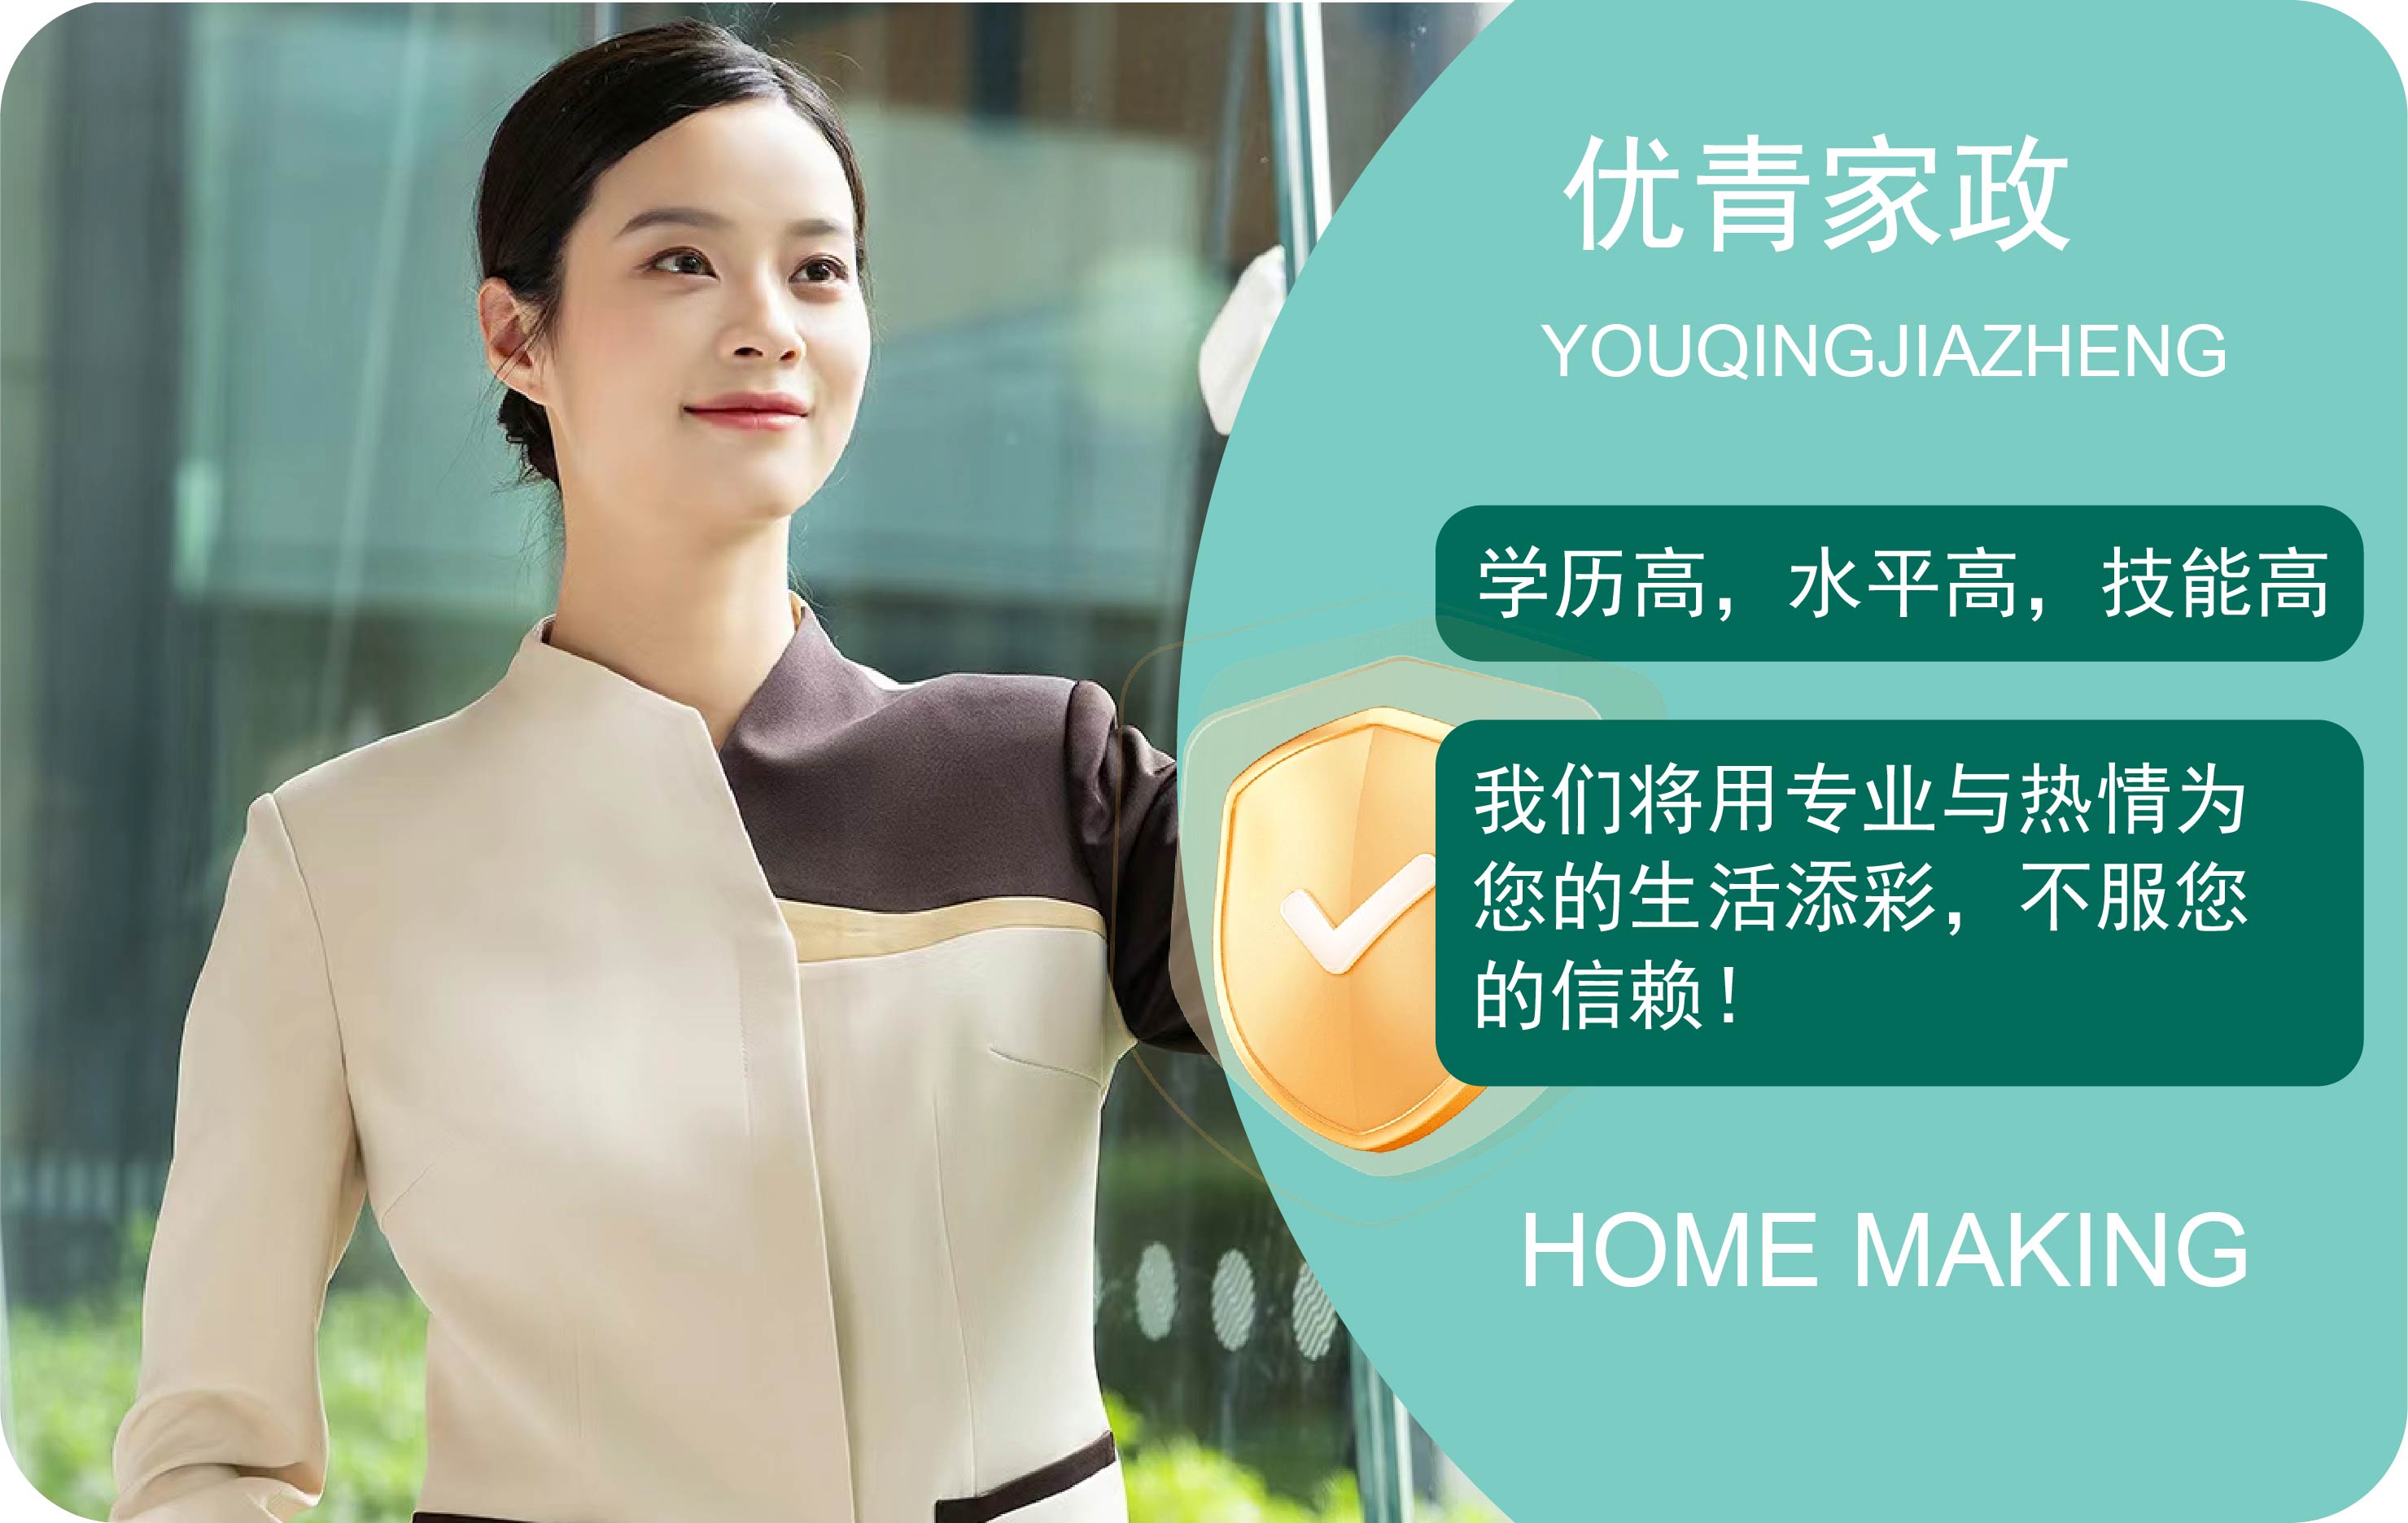 优青家政
YOUQINGJIAZHENG
学历高，水平高，技能高
我们将用专业与热情为
您的生活添彩，不服您
的信赖！
HOME MAKING